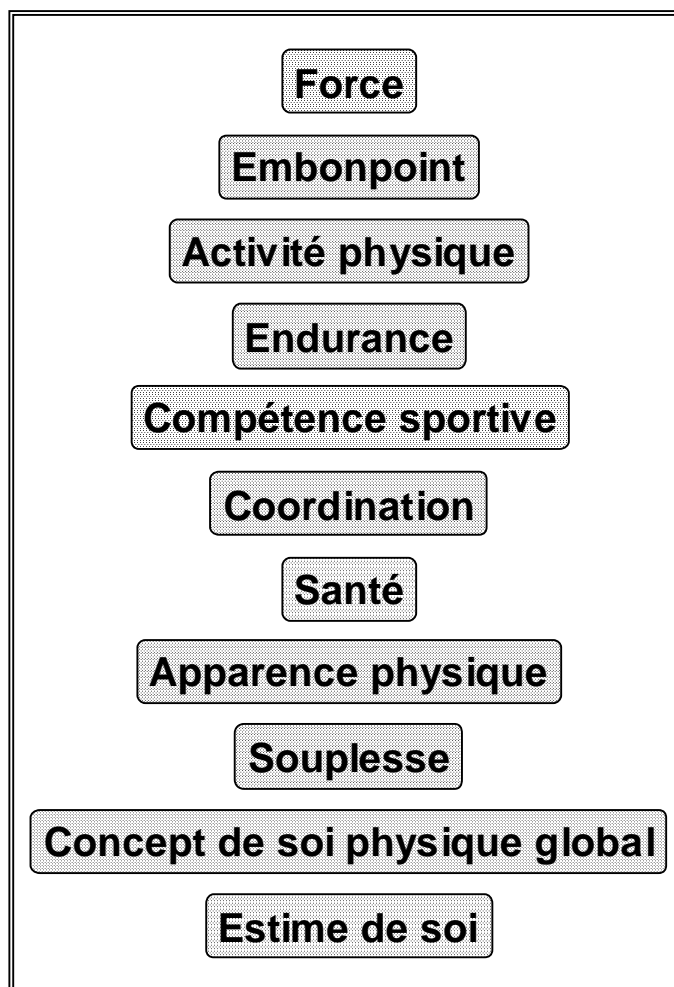 Force
Embonpoint
Activité physique
Endurance
Compétence sportive
Coordination
Santé
Apparence physique
Souplesse
Concept de soi physique global
Estime de soi